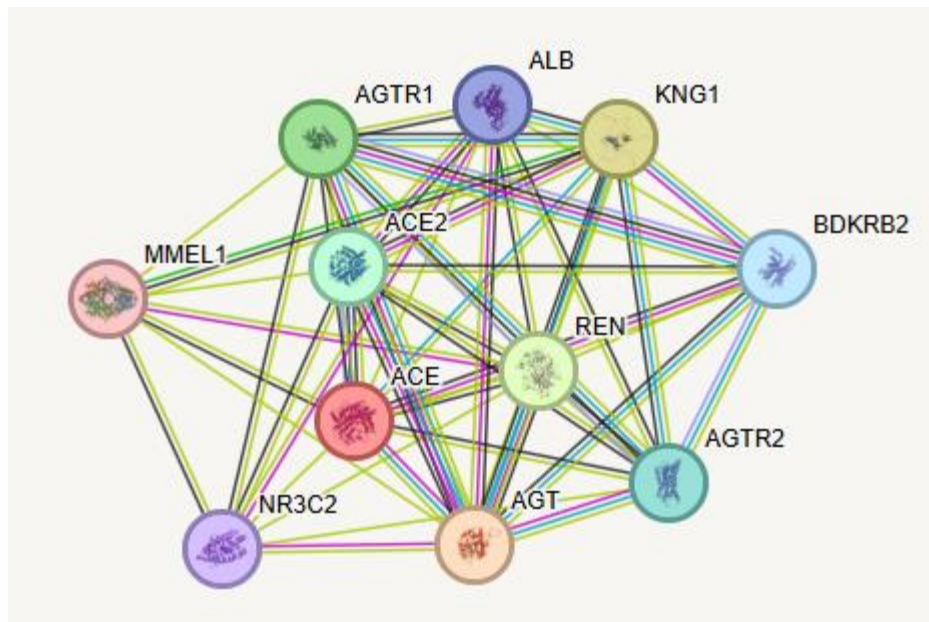 ALB
AGTR1
KNG1
ACE2
BDKRB2
MMEL1
REN
ACE
AGTR2
AGT
NR3C2